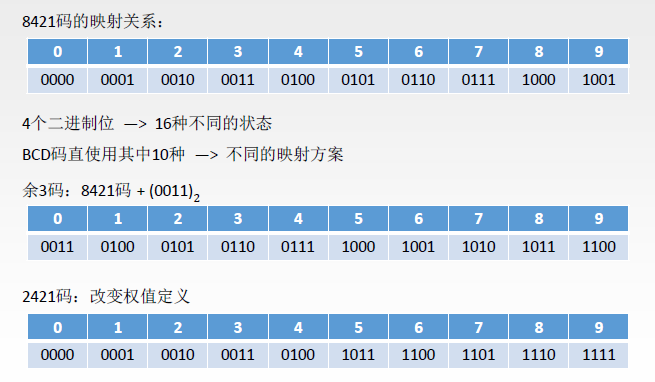 8421码的映射关系：
0 1 2 3 4 5 6 7 8 9
0000 0001 0010 0011 0100 0101 0110 0111 1000 1001
4个二进制位 —> 16种不同的状态
BCD码直使用其中10种 —> 不同的映射方案
余3码：8421码 + (0011)2
0 1 2 3 4 5 6 7 8 9
0011 0100 0101 0110 0111 1000 1001 1010 1011 1100
2421码：改变权值定义
0 1 2 3 4 5 6 7 8 9
0000 0001 0010 0011 0100 1011 1100 1101 1110 1111